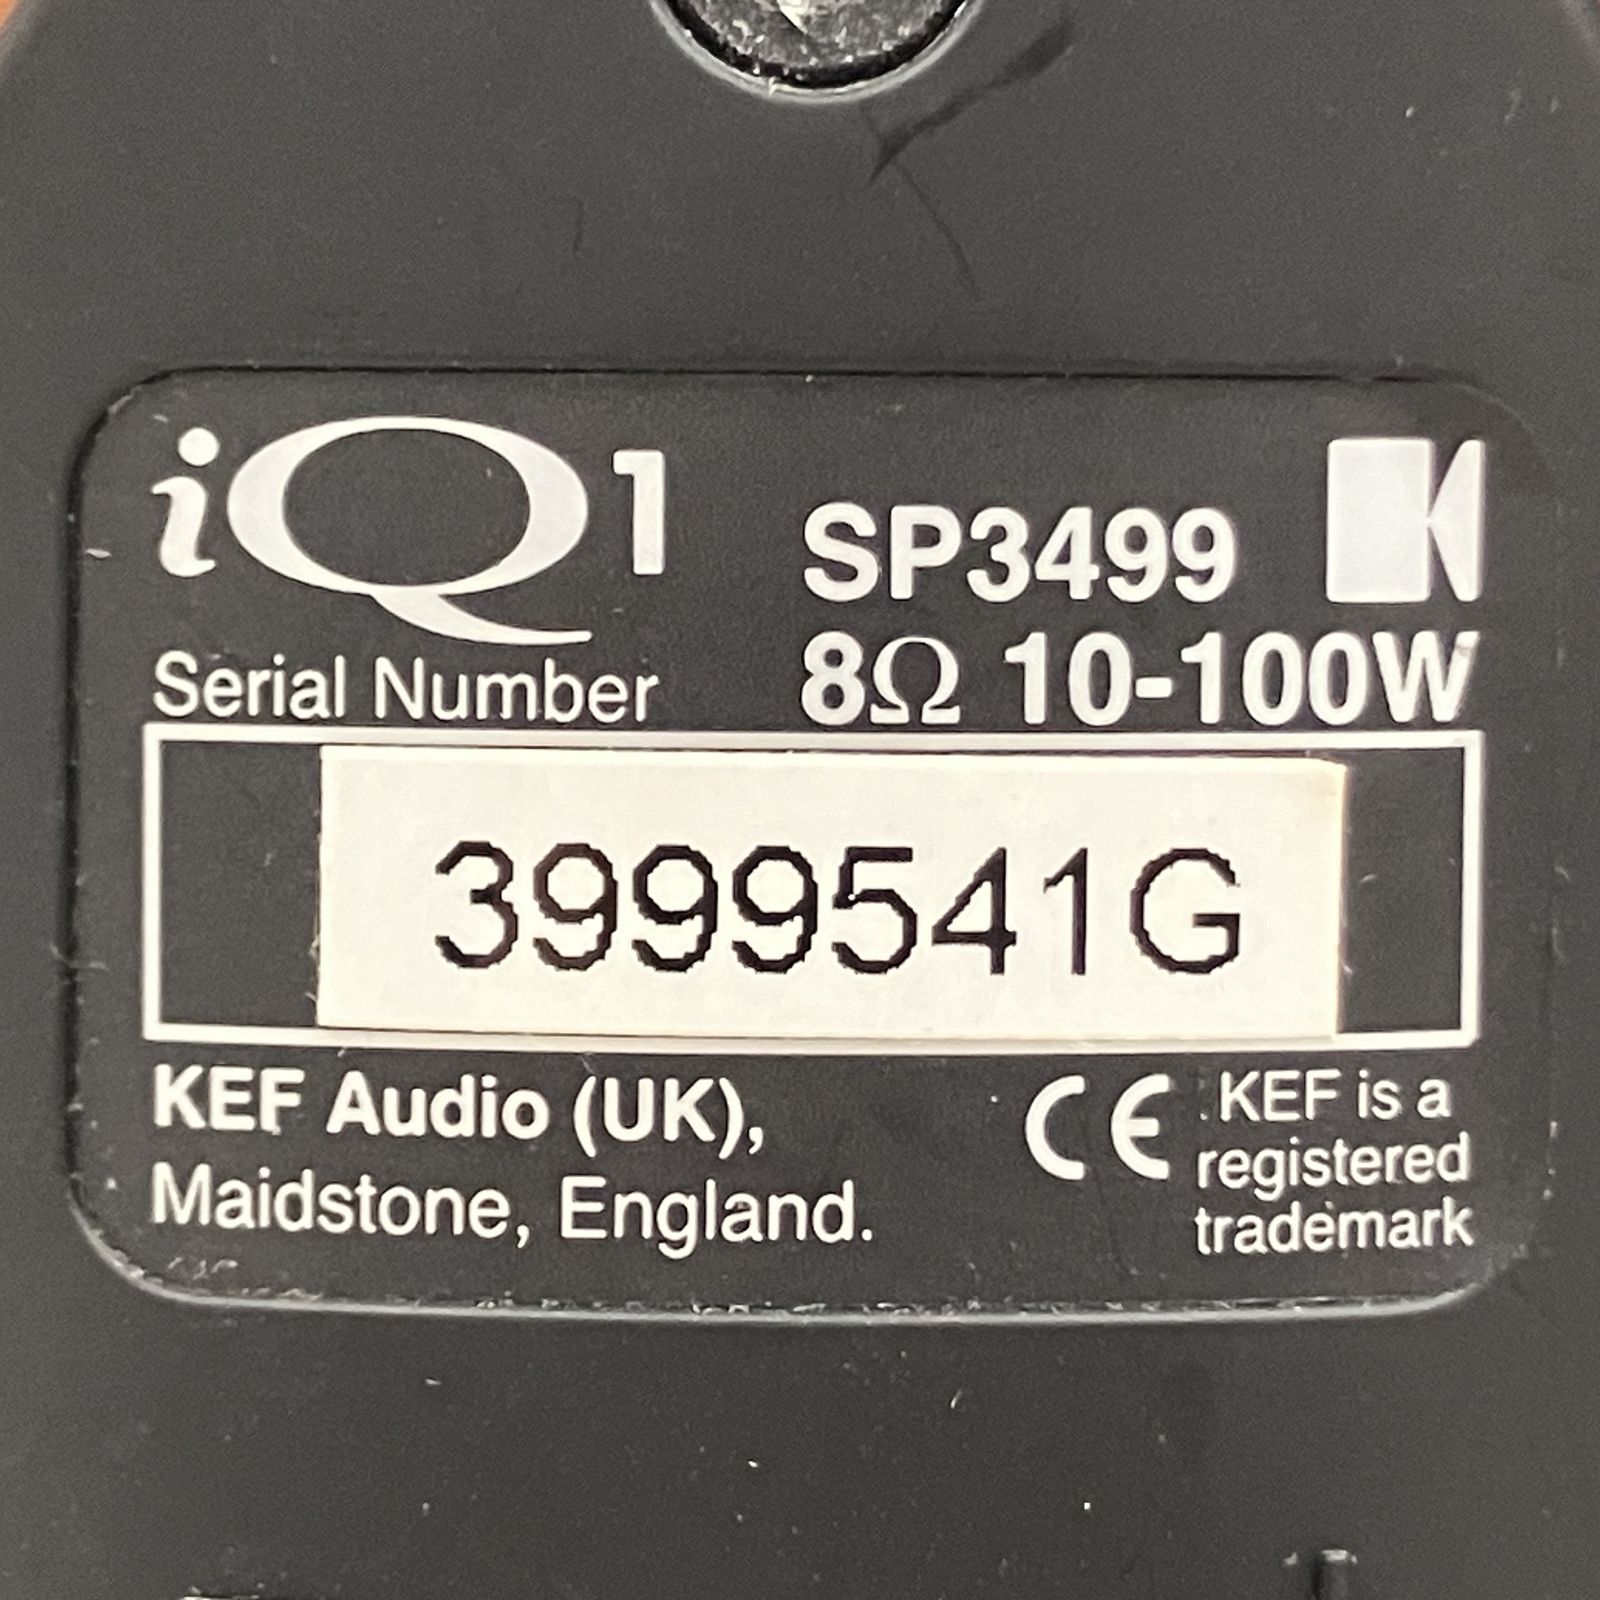 iQ1
SP3499
8Ω 10-100W
Serial Number
3999541G
KEF Audio (UK),
Maidstone, England.
CE
KEF is a
registered
trademark